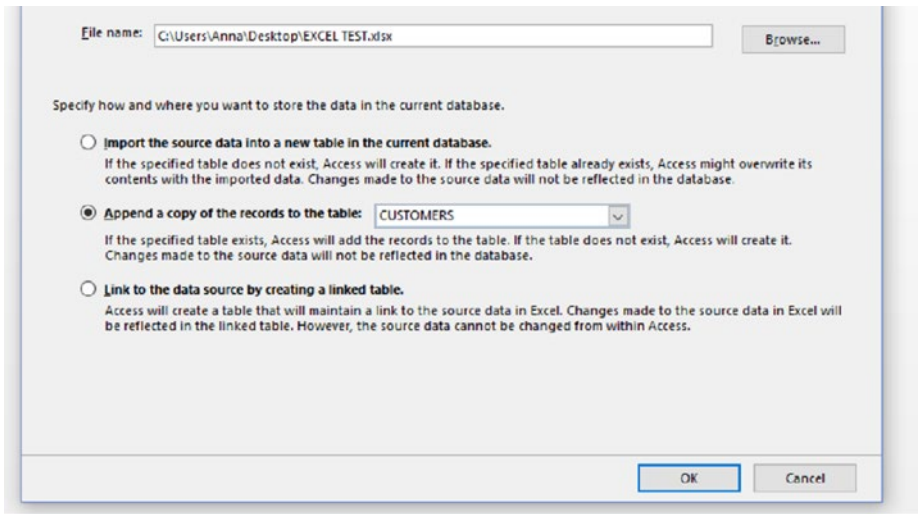 File name: C:\Users\Anna\Desktop\EXCEL TEST.xlsx Browse...
Specify how and where you want to store the data in the current database.
Import the source data into a new table in the current database.
If the specified table does not exist, Access will create it. If the specified table already exists, Access might overwrite its
contents with the imported data. Changes made to the source data will not be reflected in the database.
Append a copy of the records to the table: CUSTOMERS
If the specified table exists, Access will add the records to the table. If the table does not exist, Access will create it.
Changes made to the source data will not be reflected in the database.
Link to the data source by creating a linked table.
Access will create a table that will maintain a link to the source data in Excel. Changes made to the source data in Excel will
be reflected in the linked table. However, the source data cannot be changed from within Access.
OK Cancel